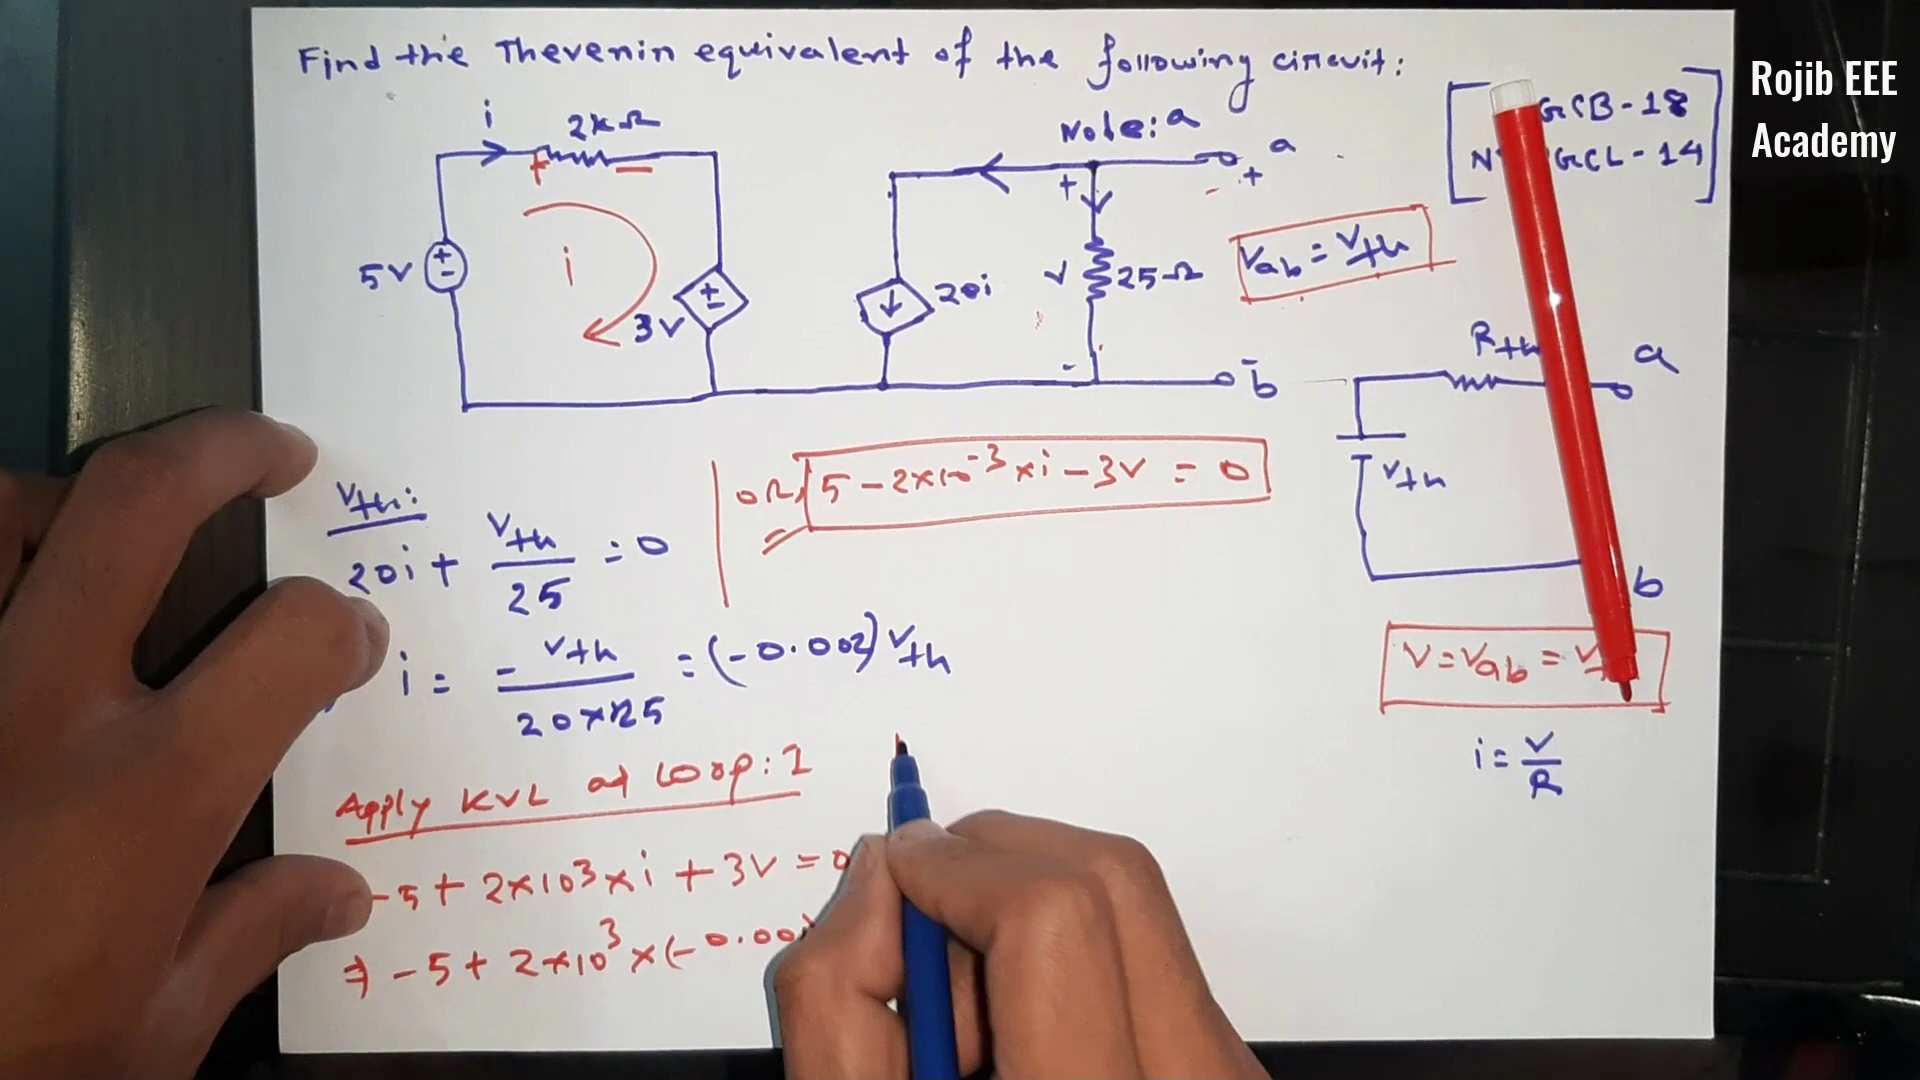 Find the Thevenin equivalent of the following circuit:
Rojib EEE
Academy
GCB-18
GCL-14
i
2kΩ
Node: a
a
+ -
+
+
5V
+ -
i
3V
+ -
20i
V
25Ω
Vab = Vth
-
- b
Rth
a
Vth
b
Vth:
20i + Vth/25 = 0
OR, 5 - 2×10^-3 × i - 3V = 0
i = -Vth/20×25 = (-0.002) Vth
V = Vab =
i = V/R
Apply KVL at Loop: 1
-5 + 2×10^3 × i + 3V = 0
⇒ -5 + 2×10^3 × (-0.00